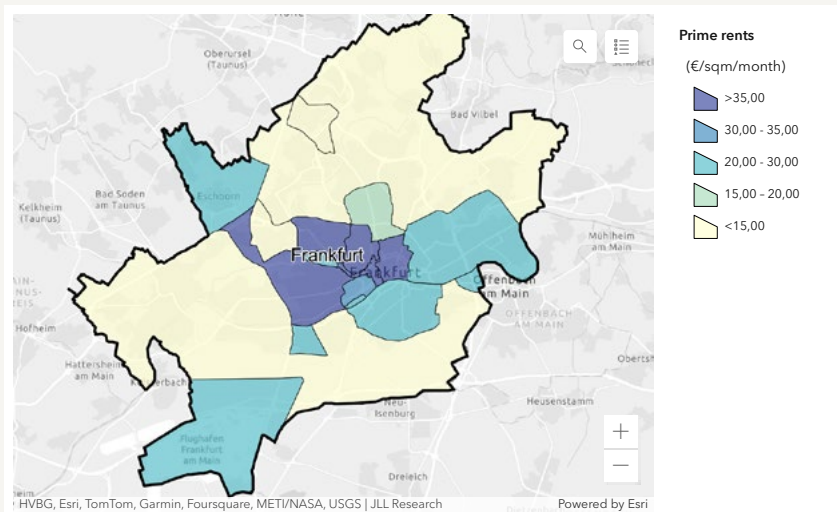 Prime rents
(€/sqm/month)
>35,00
30,00 - 35,00
20,00 - 30,00
15,00 - 20,00
<15,00
Oberursel
(Taunus)
Bad Vilbel
Eschborn
Bad Soden
am Taunus
Kelkheim
(Taunus)
Mühlheim
am Main
Frankfurt
Frankfurt
Offenbach
am Main
OFFENBACH
AM MAIN
Hofheim
Hattersheim
am Main
Heusenstamm
Neu-
Isenburg
Flughafen
Frankfurt
am Main
Dreieich
+
−
HVBG, Esri, TomTom, Garmin, Foursquare, METI/NASA, USGS | JLL Research
Powered by Esri